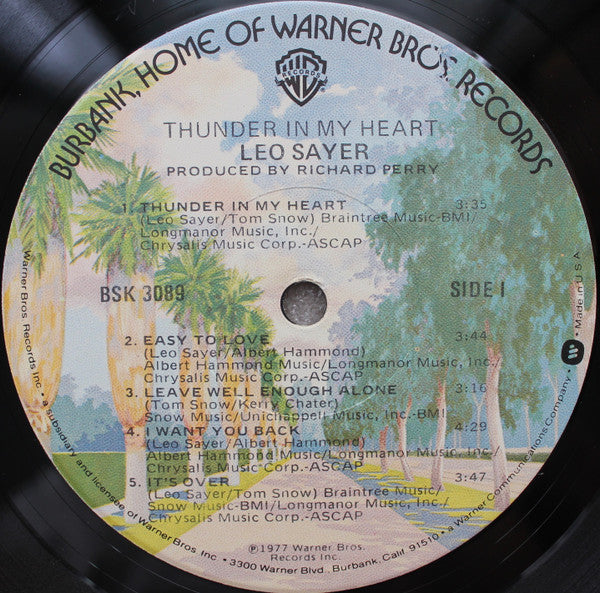 BURBANK, HOME OF WARNER BROS. RECORDS
WB
RECORDS
THUNDER IN MY HEART
LEO SAYER
PRODUCED BY RICHARD PERRY
1. THUNDER IN MY HEART 3:35
(Leo Sayer/Tom Snow) Braintree Music-BMI/
Longmanor Music, Inc./
Chrysalis Music Corp.-ASCAP
BSK 3089 SIDE 1
2. EASY TO LOVE 3:44
(Leo Sayer/Albert Hammond)
Albert Hammond Music/Longmanor Music, Inc./
Chrysalis Music Corp.-ASCAP
3. LEAVE WELL ENOUGH ALONE 3:16
(Tom Snow/Kerry Chater)
Snow Music/Unichappell Music Inc.-BMI
4. I WANT YOU BACK 4:29
(Leo Sayer/Albert Hammond)
Albert Hammond Music/Longmanor Music, Inc./
Chrysalis Music Corp.-ASCAP
5. IT'S OVER 3:47
(Leo Sayer/Tom Snow) Braintree Music/
Snow Music-BMI/Longmanor Music, Inc./
Chrysalis Music Corp.-ASCAP
℗1977 Warner Bros.
Records Inc.
Warner Bros. Records Inc. • a subsidiary and licensee of Warner Bros. Inc. • 3300 Warner Blvd., Burbank, Calif. 91510 • a Warner Communications Company. • Made in U.S.A.